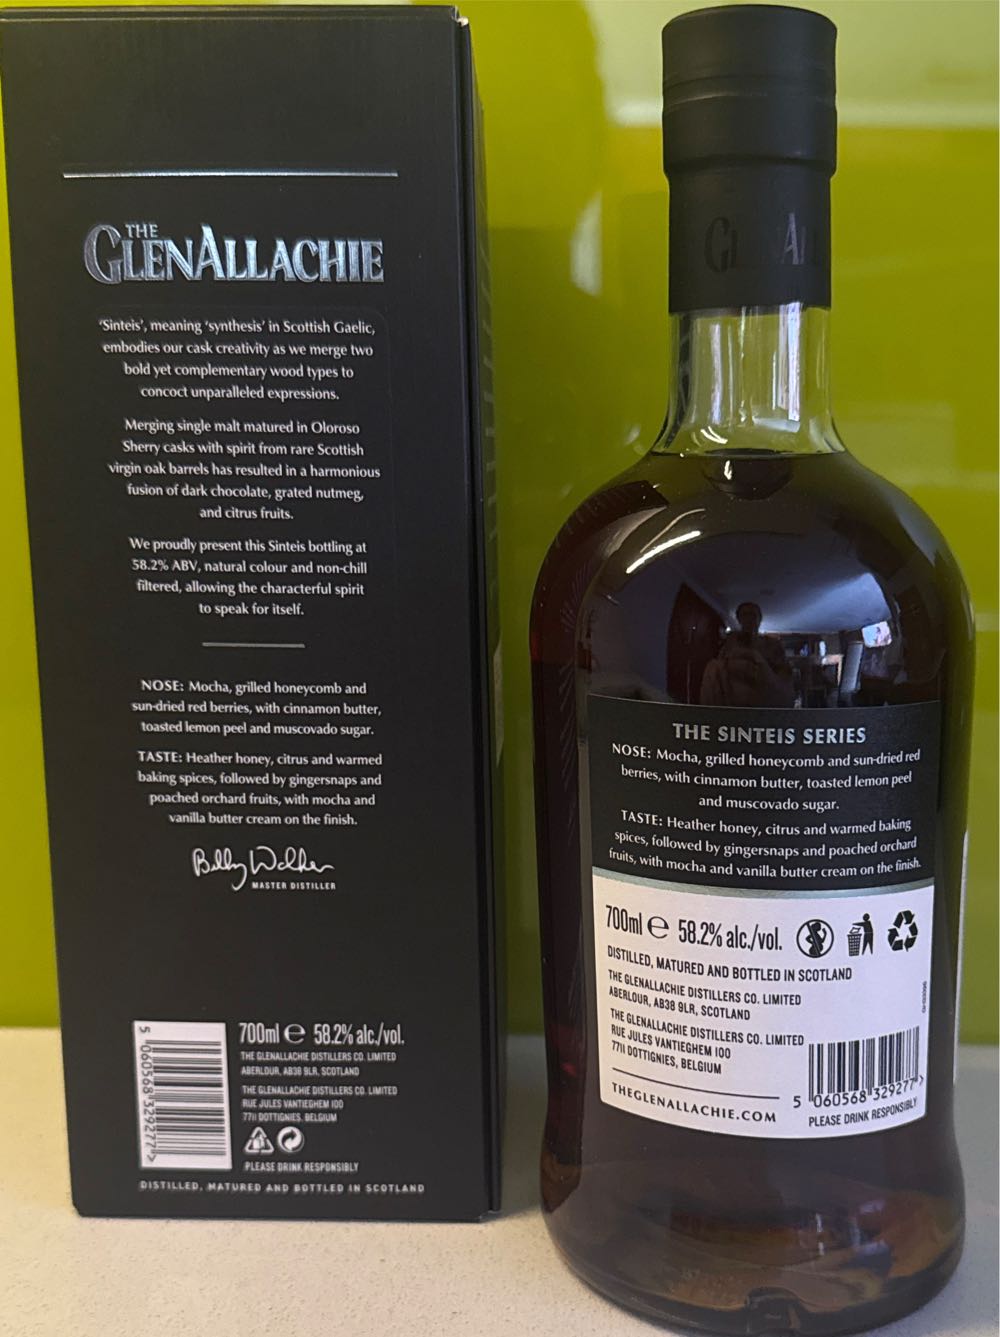 THE
GLENALLACHIE
'Sinteis', meaning 'synthesis' in Scottish Gaelic,
embodies our cask creativity as we merge two
bold yet complementary wood types to
concoct unparalleled expressions.
Merging single malt matured in Oloroso
Sherry casks with spirit from rare Scottish
virgin oak barrels has resulted in a harmonious
fusion of dark chocolate, grated nutmeg,
and citrus fruits.
We proudly present this Sinteis bottling at
58.2% ABV, natural colour and non-chill
filtered, allowing the characterful spirit
to speak for itself.
NOSE: Mocha, grilled honeycomb and
sun-dried red berries, with cinnamon butter,
toasted lemon peel and muscovado sugar.
TASTE: Heather honey, citrus and warmed
baking spices, followed by gingersnaps and
poached orchard fruits, with mocha and
vanilla butter cream on the finish.
Billy Walker
MASTER DISTILLER
5 060568 329277 >
700ml e 58.2% alc./vol.
THE GLENALLACHIE DISTILLERS CO. LIMITED
ABERLOUR, AB38 9LR, SCOTLAND
THE GLENALLACHIE DISTILLERS CO. LIMITED
RUE JULES VANTIEGHEM 100
7711 DOTTIGNIES, BELGIUM
PLEASE DRINK RESPONSIBLY
DISTILLED, MATURED AND BOTTLED IN SCOTLAND
GL AL
THE SINTEIS SERIES
NOSE: Mocha, grilled honeycomb and sun-dried red
berries, with cinnamon butter, toasted lemon peel
and muscovado sugar.
TASTE: Heather honey, citrus and warmed baking
spices, followed by gingersnaps and poached orchard
fruits, with mocha and vanilla butter cream on the finish.
700ml e 58.2% alc./vol.
DISTILLED, MATURED AND BOTTLED IN SCOTLAND
THE GLENALLACHIE DISTILLERS CO. LIMITED
ABERLOUR, AB38 9LR, SCOTLAND
THE GLENALLACHIE DISTILLERS CO. LIMITED
RUE JULES VANTIEGHEM 100
7711 DOTTIGNIES, BELGIUM
THEGLENALLACHIE.COM
5 060568 329277 >
PLEASE DRINK RESPONSIBLY